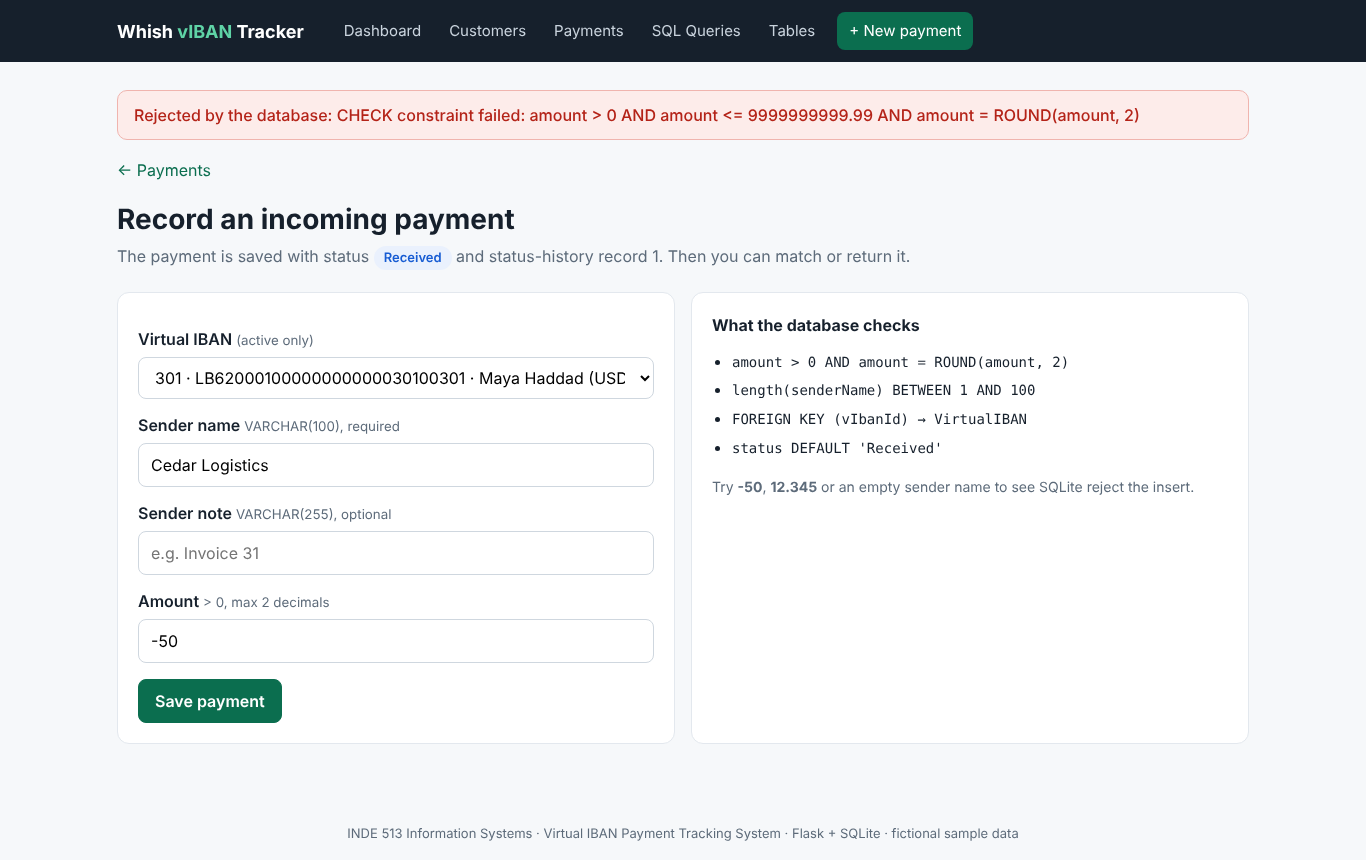 Whish vIBAN Tracker
Dashboard
Customers
Payments
SQL Queries
Tables
+ New payment
Rejected by the database: CHECK constraint failed: amount > 0 AND amount <= 9999999999.99 AND amount = ROUND(amount, 2)
← Payments
Record an incoming payment
The payment is saved with status Received and status-history record 1. Then you can match or return it.
Virtual IBAN (active only)
301 · LB62000100000000000030100301 · Maya Haddad (USD
Sender name VARCHAR(100), required
Cedar Logistics
Sender note VARCHAR(255), optional
e.g. Invoice 31
Amount > 0, max 2 decimals
-50
Save payment
What the database checks
• amount > 0 AND amount = ROUND(amount, 2)
• length(senderName) BETWEEN 1 AND 100
• FOREIGN KEY (vIbanId) → VirtualIBAN
• status DEFAULT 'Received'
Try -50, 12.345 or an empty sender name to see SQLite reject the insert.
INDE 513 Information Systems · Virtual IBAN Payment Tracking System · Flask + SQLite · fictional sample data